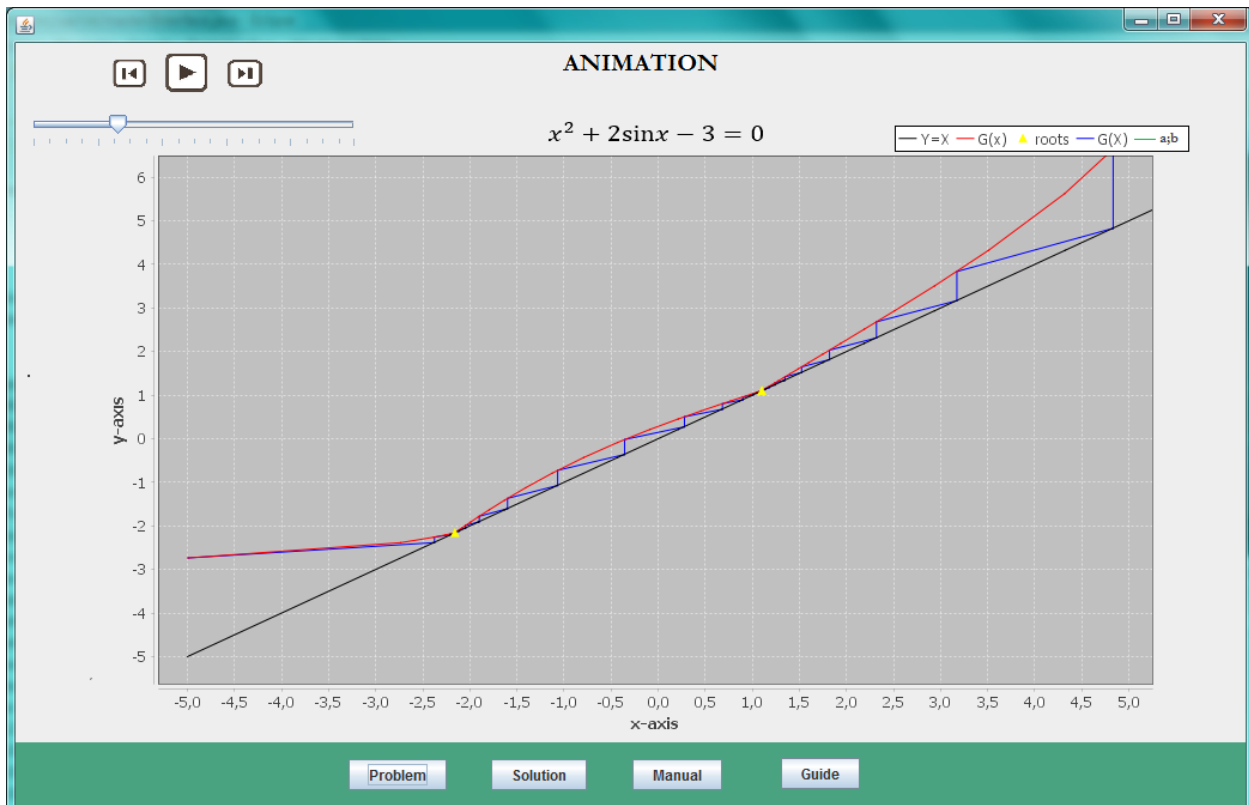 ANIMATION
x² + 2sinx − 3 = 0
Y=X G(x) roots G(X) a;b
6
5
4
3
2
1
0
-1
-2
-3
-4
-5
y-axis
-5,0 -4,5 -4,0 -3,5 -3,0 -2,5 -2,0 -1,5 -1,0 -0,5 0,0 0,5 1,0 1,5 2,0 2,5 3,0 3,5 4,0 4,5 5,0
x-axis
Problem Solution Manual Guide